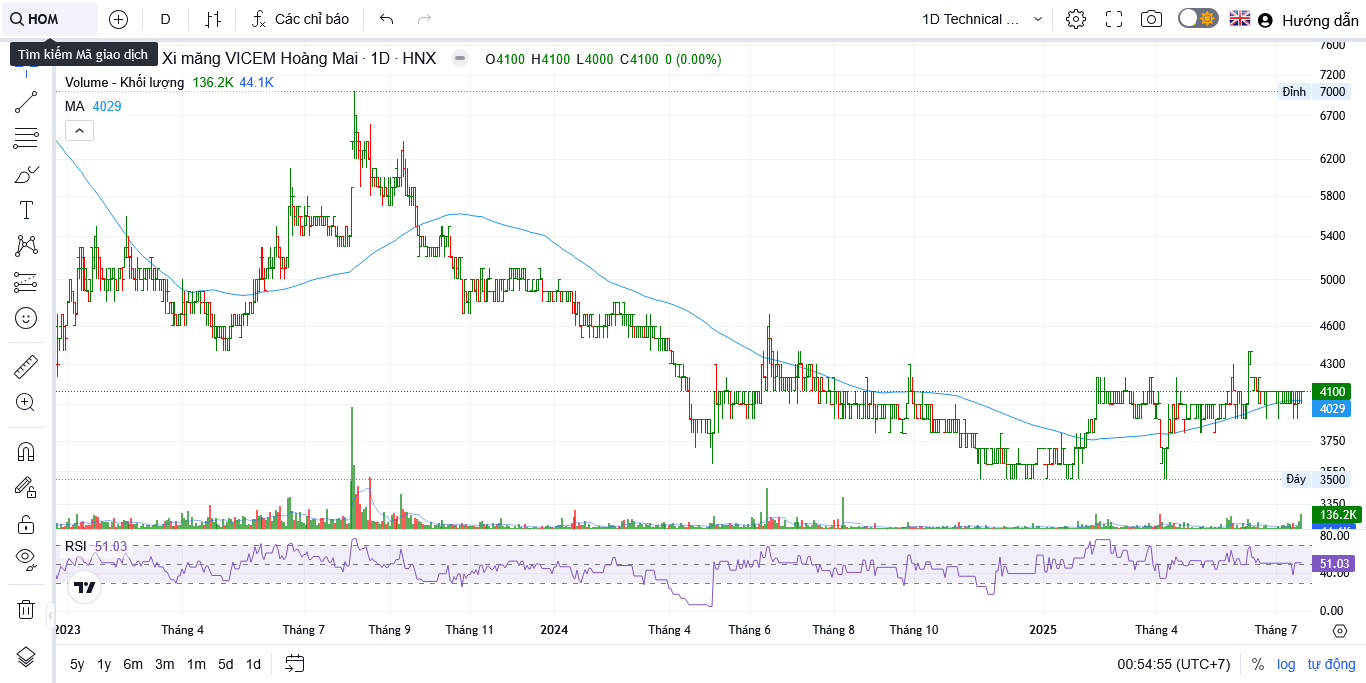 HOM D Các chỉ báo 1D Technical ... Hướng dẫn
Tìm kiếm Mã giao dịch
Xi măng VICEM Hoàng Mai · 1D · HNX O4100 H4100 L4000 C4100 0 (0.00%)
Volume - Khối lượng 136.2K 44.1K
MA 4029
7600
7200
Đỉnh 7000
6700
6200
5800
5400
5000
4600
4300
4100
4029
3750
3550
Đáy 3500
3350
136.2K
RSI 51.03
80.00
51.03
40.00
0.00
2023 Tháng 4 Tháng 7 Tháng 9 Tháng 11 2024 Tháng 4 Tháng 6 Tháng 8 Tháng 10 2025 Tháng 4 Tháng 7
5y 1y 6m 3m 1m 5d 1d 00:54:55 (UTC+7) % log tự động